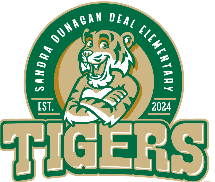 SANDRA DUNAGAN DEAL ELEMENTARY
EST. 2024
TIGERS